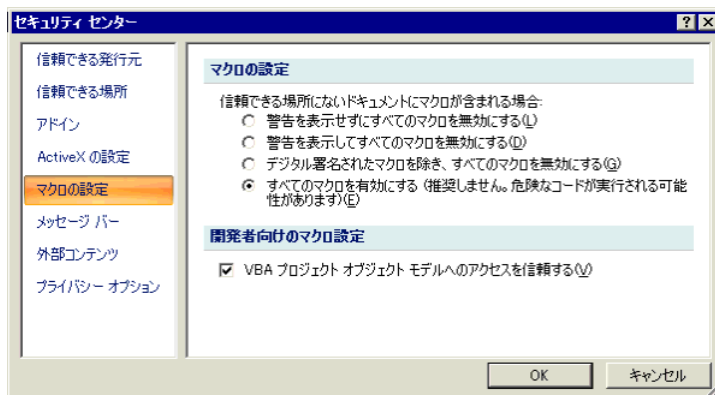 セキュリティ センター
信頼できる発行元
信頼できる場所
アドイン
ActiveX の設定
マクロの設定
メッセージ バー
外部コンテンツ
プライバシー オプション
マクロの設定
信頼できる場所にないドキュメントにマクロが含まれる場合:
警告を表示せずにすべてのマクロを無効にする(L)
警告を表示してすべてのマクロを無効にする(D)
デジタル署名されたマクロを除き、すべてのマクロを無効にする(G)
すべてのマクロを有効にする (推奨しません。危険なコードが実行される可能
性があります)(E)
開発者向けのマクロ設定
VBA プロジェクト オブジェクト モデルへのアクセスを信頼する(V)
OK
キャンセル